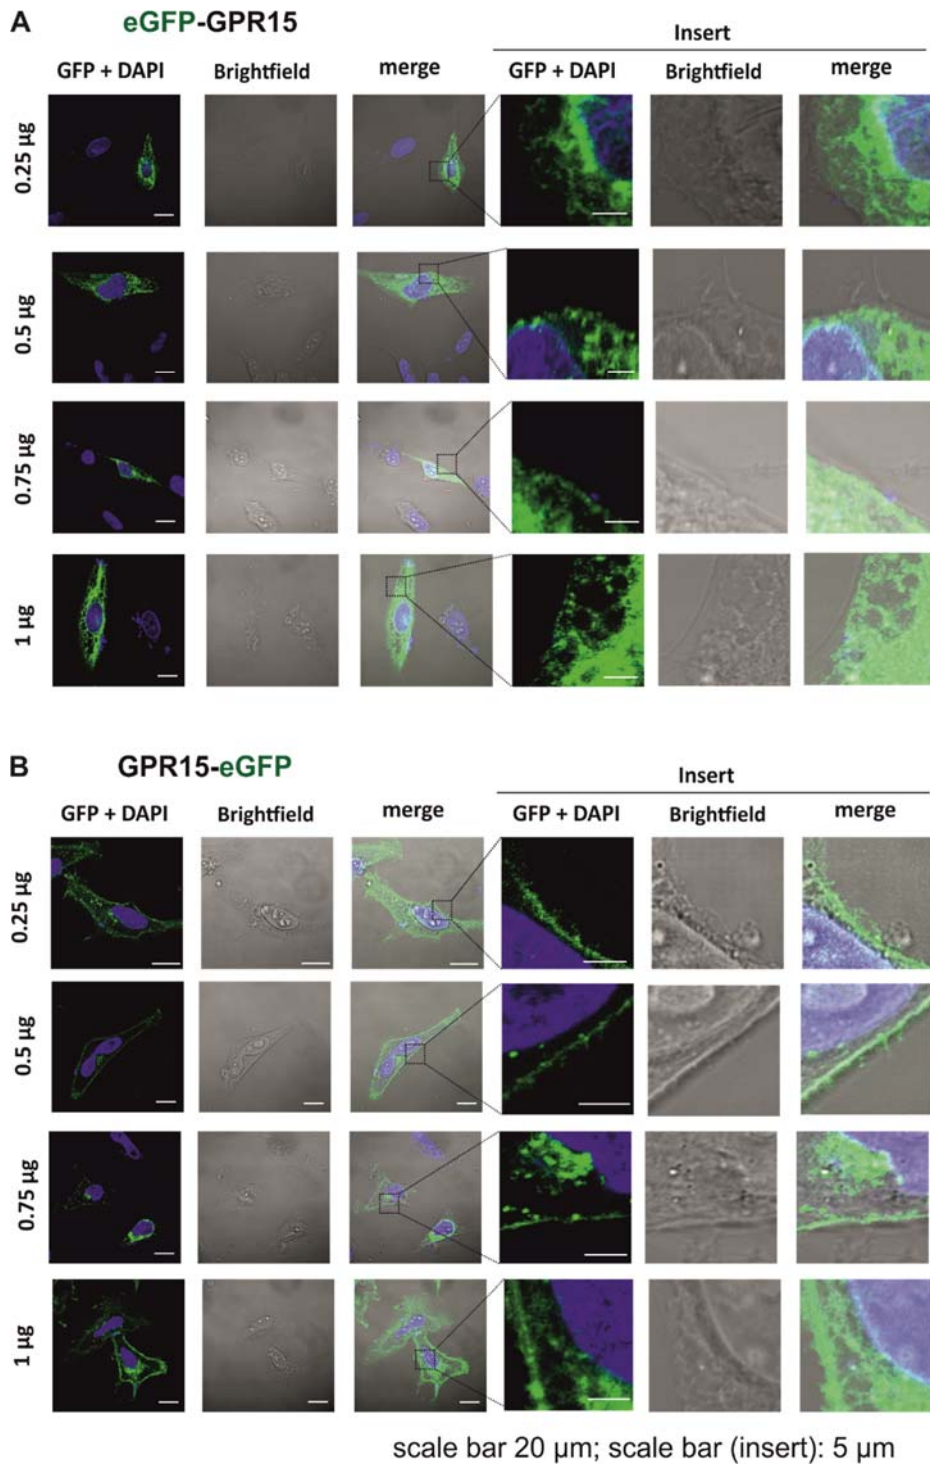 A
eGFP-GPR15
Insert
GFP + DAPI Brightfield merge GFP + DAPI Brightfield merge
0.25 µg
0.5 µg
0.75 µg
1 µg
B
GPR15-eGFP
Insert
GFP + DAPI Brightfield merge GFP + DAPI Brightfield merge
0.25 µg
0.5 µg
0.75 µg
1 µg
scale bar 20 µm; scale bar (insert): 5 µm